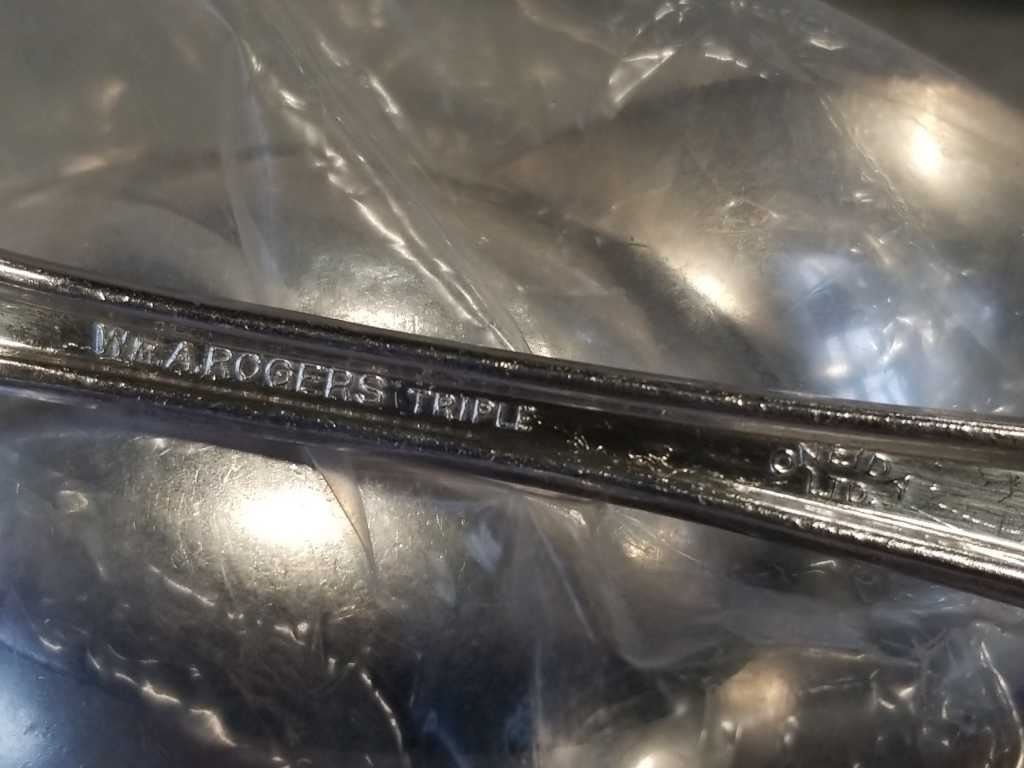 Wm. A. ROGERS TRIPLE
ONEIDA
LTD.